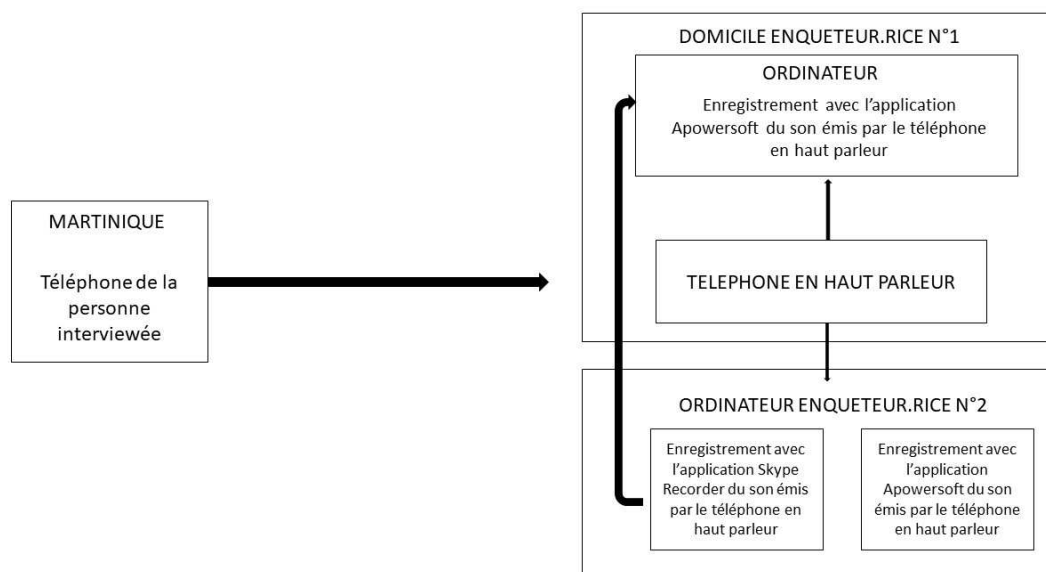 MARTINIQUE
Téléphone de la
personne
interviewée
DOMICILE ENQUETEUR.RICE N°1
ORDINATEUR
Enregistrement avec l'application
Apowersoft du son émis par le téléphone
en haut parleur
TELEPHONE EN HAUT PARLEUR
ORDINATEUR ENQUETEUR.RICE N°2
Enregistrement avec
l'application Skype
Recorder du son émis
par le téléphone en
haut parleur
Enregistrement avec
l'application
Apowersoft du son
émis par le téléphone
en haut parleur